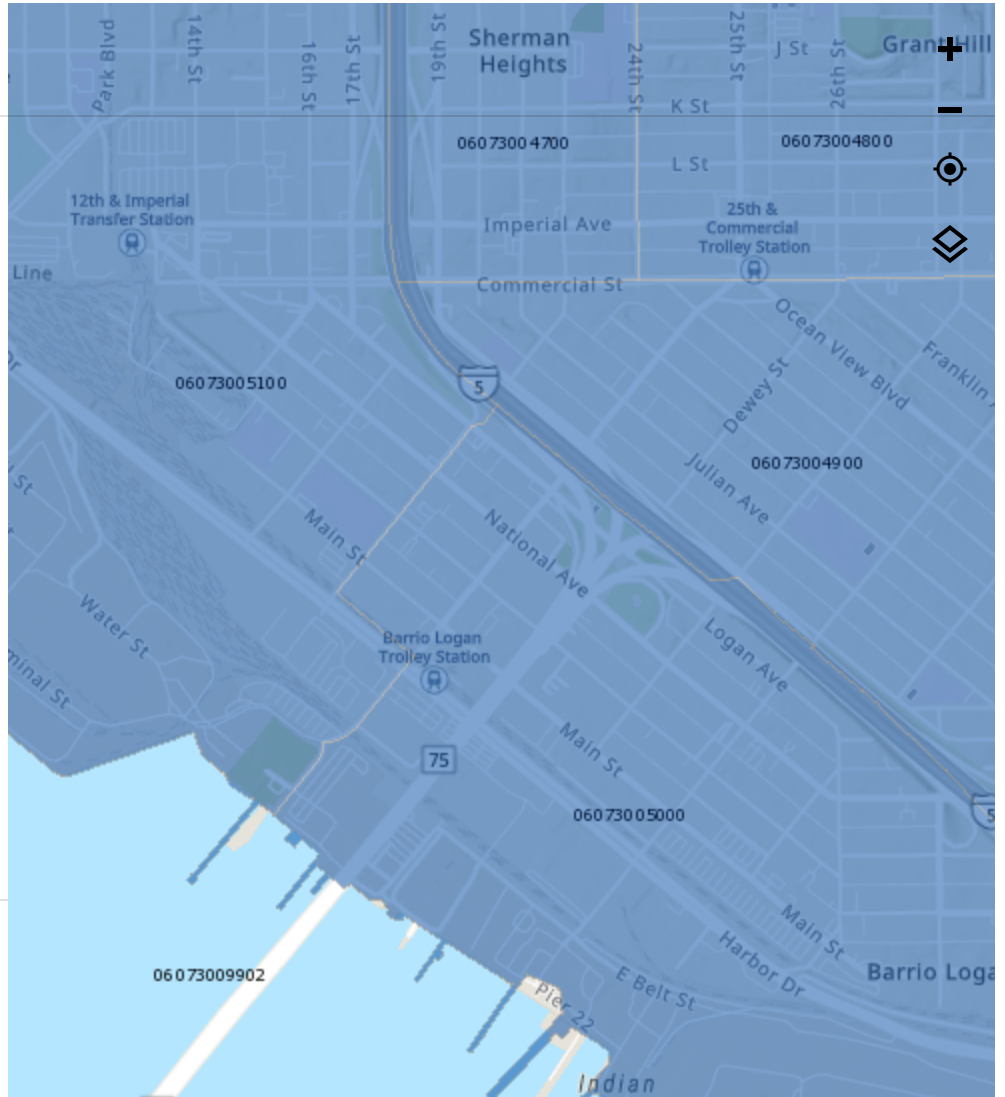 Park Blvd
14th St
16th St
17th St
19th St
Sherman
Heights
24th St
25th St
J St
26th St
Grant Hill
K St
06073004700
06073004800
L St
12th & Imperial
Transfer Station
Imperial Ave
25th &
Commercial
Trolley Station
Line
Commercial St
Ocean View Blvd
Franklin
Dewey St
5
06073005100
06073004900
Julian Ave
Main St
National Ave
Water St
Barrio Logan
Trolley Station
Logan Ave
minal St
Main St
75
06073005000
5
Main St
Harbor Dr
Barrio Loga
06073009902
E Belt St
Pier 22
Indian